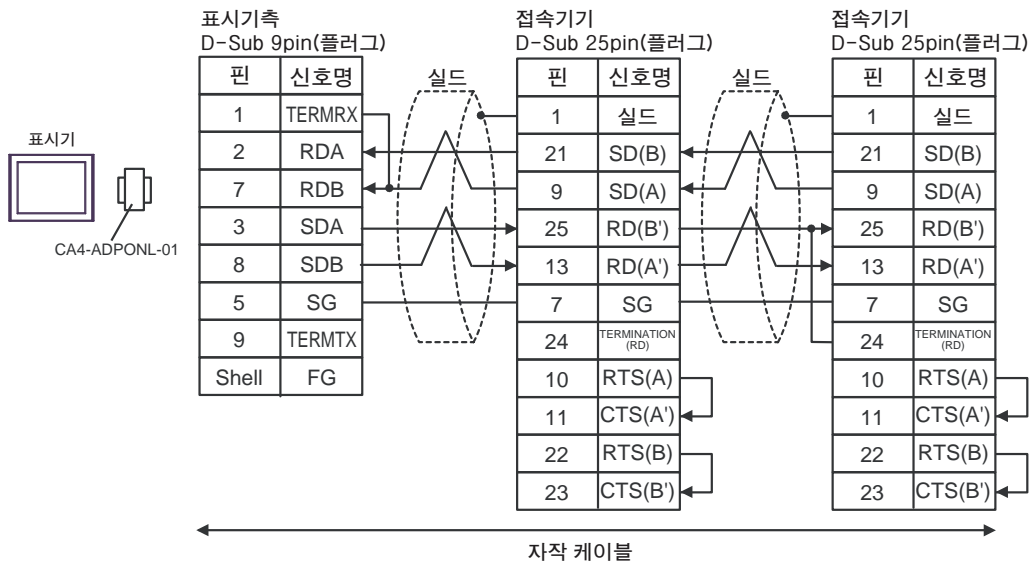 표시기측
D-Sub 9pin(플러그)
접속기기
D-Sub 25pin(플러그)
접속기기
D-Sub 25pin(플러그)
표시기
CA4-ADPONL-01
핀 신호명
1 TERMRX
2 RDA
7 RDB
3 SDA
8 SDB
5 SG
9 TERMTX
Shell FG
실드
핀 신호명
1 실드
21 SD(B)
9 SD(A)
25 RD(B')
13 RD(A')
7 SG
24 TERMINATION
(RD)
10 RTS(A)
11 CTS(A')
22 RTS(B)
23 CTS(B')
실드
핀 신호명
1 실드
21 SD(B)
9 SD(A)
25 RD(B')
13 RD(A')
7 SG
24 TERMINATION
(RD)
10 RTS(A)
11 CTS(A')
22 RTS(B)
23 CTS(B')
자작 케이블